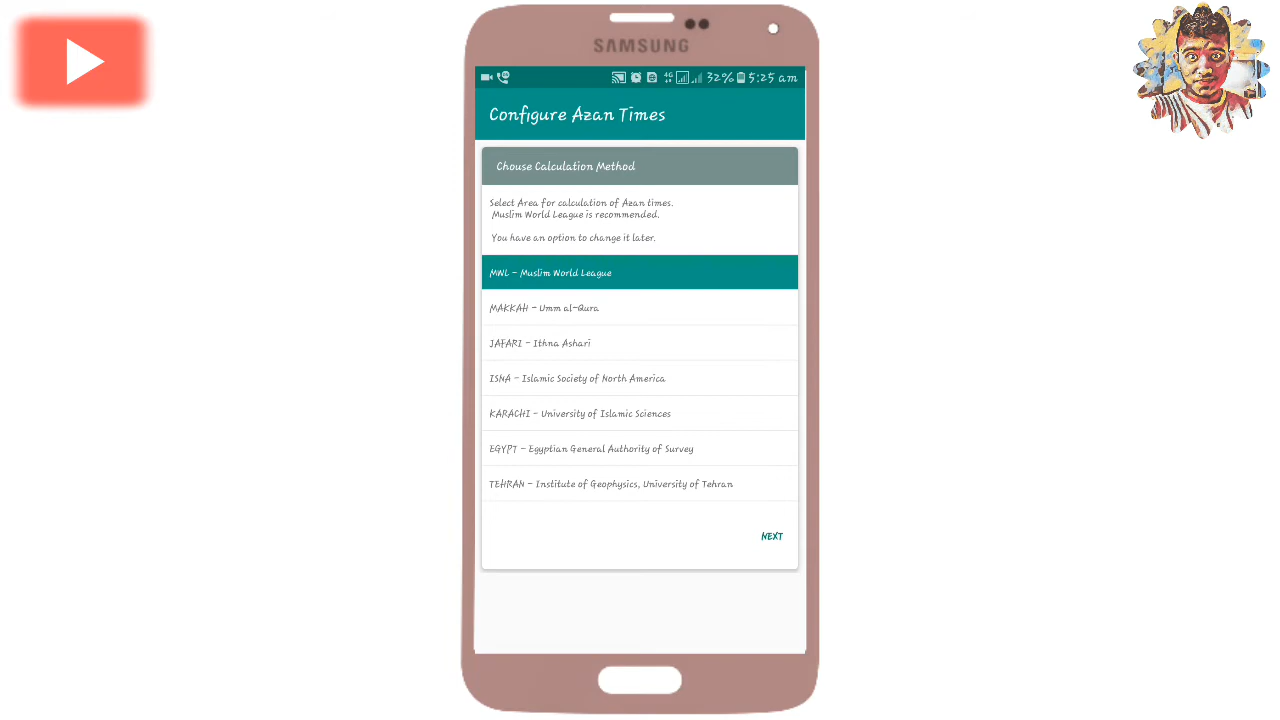 SAMSUNG
4G 32% 5:25 am
Configure Azan Times
Chouse Calculation Method
Select Area for calculation of Azan times.
Muslim World League is recommended.
You have an option to change it later.
MWL - Muslim World League
MAKKAH - Umm al-Qura
JAFARI - Ithna Ashari
ISNA - Islamic Society of North America
KARACHI - University of Islamic Sciences
EGYPT - Egyptian General Authority of Survey
TEHRAN - Institute of Geophysics, University of Tehran
NEXT